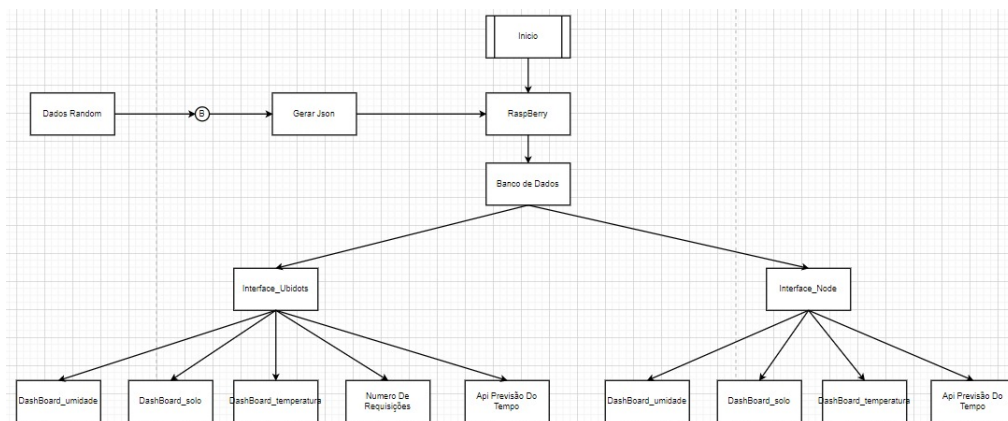 Inicio
Dados Random
B
Gerar Json
RaspBerry
Banco de Dados
Interface_Ubidots
Interface_Node
DashBoard_umidade
DashBoard_solo
DashBoard_temperatura
Numero De
Requisições
Api Previsão Do
Tempo
DashBoard_umidade
DashBoard_solo
DashBoard_temperatura
Api Previsão Do
Tempo